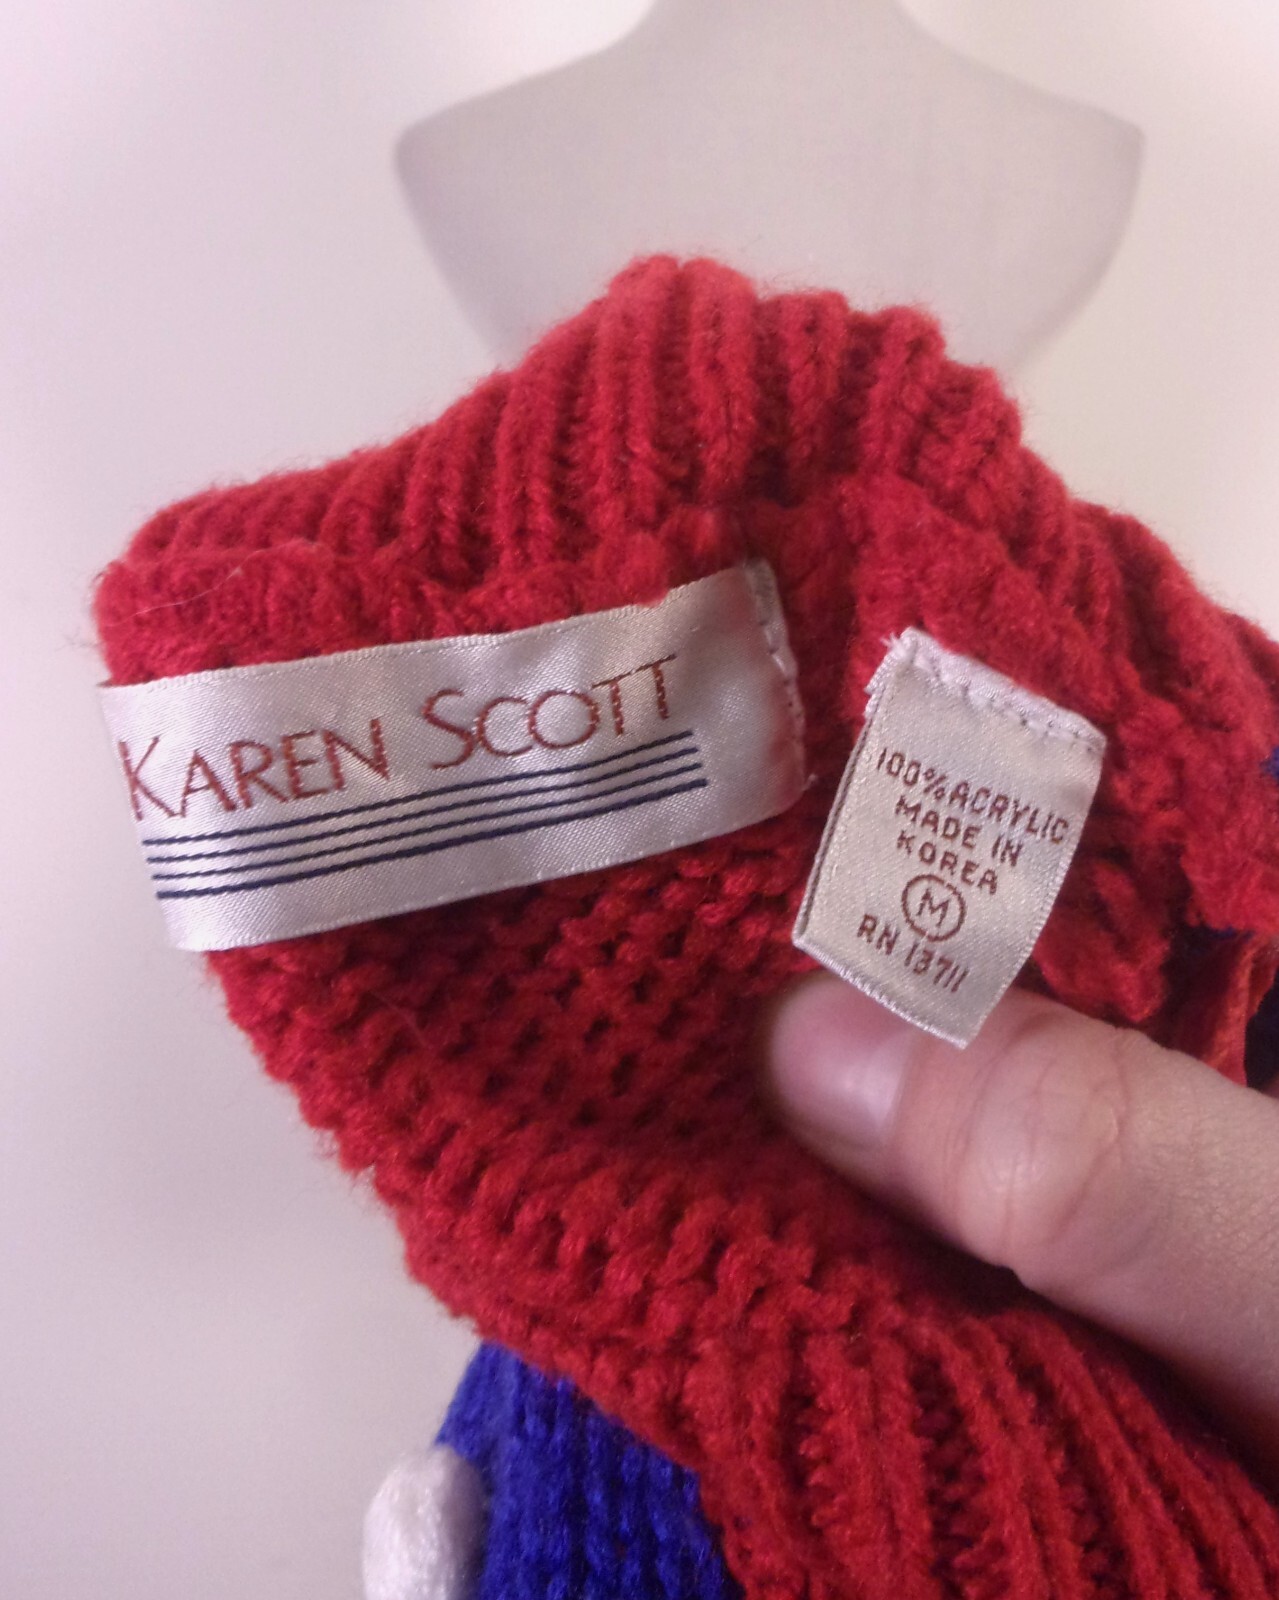 KAREN SCOTT
100% ACRYLIC
MADE IN
KOREA
M
RN 13711